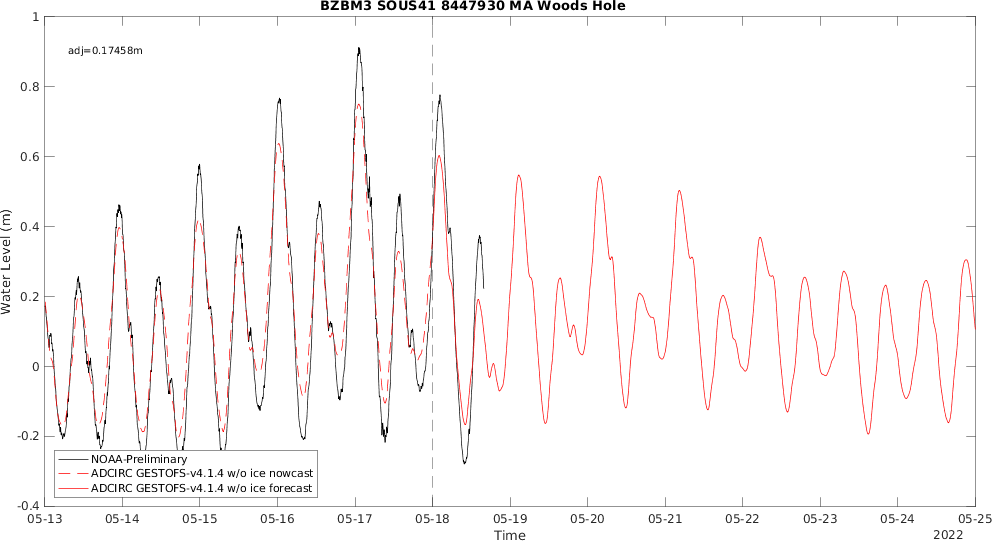 BZBM3 SOUS41 8447930 MA Woods Hole
adj=0.17458m
1
0.8
0.6
0.4
0.2
0
-0.2
-0.4
Water Level (m)
NOAA-Preliminary
ADCIRC GESTOFS-v4.1.4 w/o ice nowcast
ADCIRC GESTOFS-v4.1.4 w/o ice forecast
05-13 05-14 05-15 05-16 05-17 05-18 05-19 05-20 05-21 05-22 05-23 05-24 05-25
Time
2022